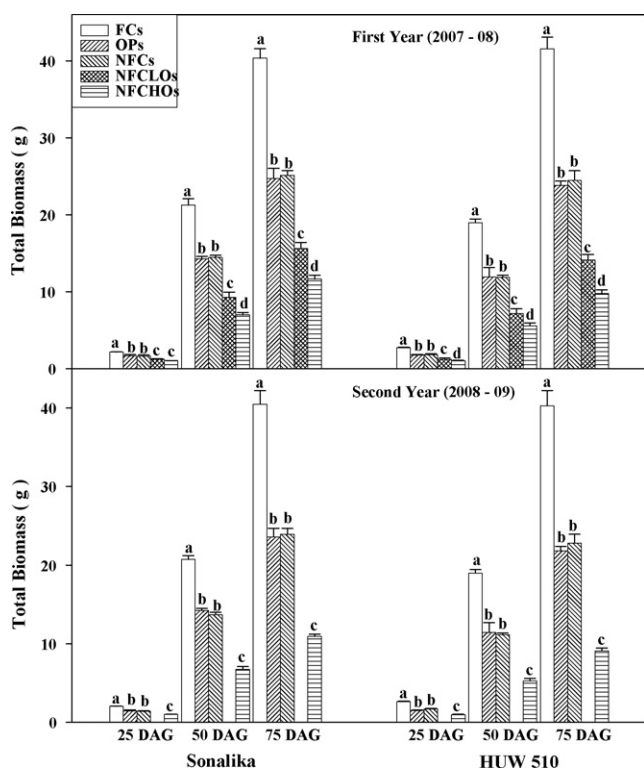 FCs
OPs
NFCs
NFCLOs
NFCHOs
First Year (2007 - 08)
Total Biomass ( g )
40
30
20
10
0
a b b c c
a b b c d
a b b c d
a b b c d
a b b c d
a b b c d
Second Year (2008 - 09)
Total Biomass ( g )
40
30
20
10
0
a b b c
a b b c
a b b c
a b b c
a b b c
a b b c
25 DAG 50 DAG 75 DAG 25 DAG 50 DAG 75 DAG
Sonalika HUW 510